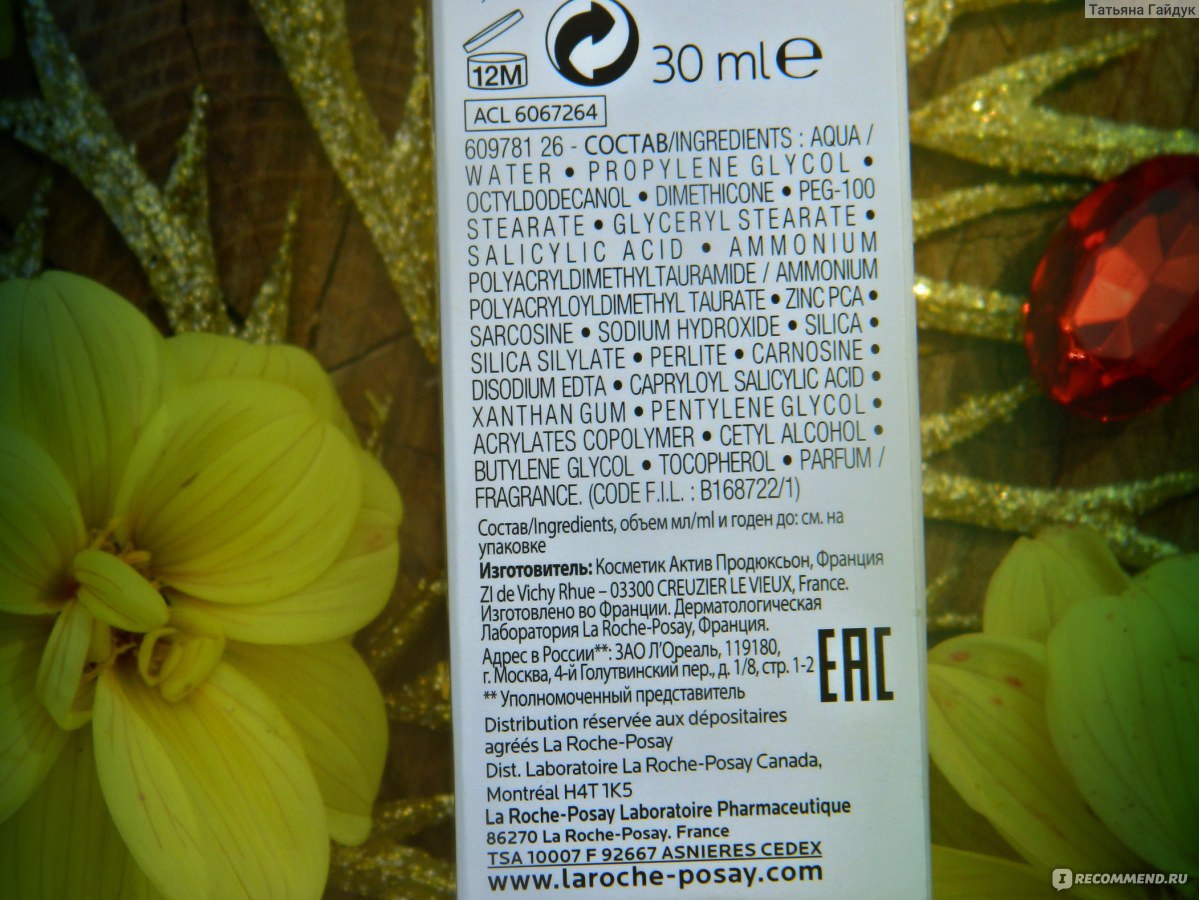 Татьяна Гайдук
12M
30 ml e
ACL 6067264
609781 26 - СОСТАВ/INGREDIENTS : AQUA /
WATER • PROPYLENE GLYCOL •
OCTYLDODECANOL • DIMETHICONE • PEG-100
STEARATE • GLYCERYL STEARATE •
SALICYLIC ACID • AMMONIUM
POLYACRYLDIMETHYLTAURAMIDE / AMMONIUM
POLYACRYLOYLDIMETHYL TAURATE • ZINC PCA •
SARCOSINE • SODIUM HYDROXIDE • SILICA •
SILICA SILYLATE • PERLITE • CARNOSINE •
DISODIUM EDTA • CAPRYLOYL SALICYLIC ACID •
XANTHAN GUM • PENTYLENE GLYCOL •
ACRYLATES COPOLYMER • CETYL ALCOHOL •
BUTYLENE GLYCOL • TOCOPHEROL • PARFUM /
FRAGRANCE. (CODE F.I.L. : B168722/1)
Состав/Ingredients, объем мл/ml и годен до: см. на
упаковке
Изготовитель: Косметик Актив Продюксьон, Франция
ZI de Vichy Rhue – 03300 CREUZIER LE VIEUX, France.
Изготовлено во Франции. Дерматологическая
Лаборатория La Roche-Posay, Франция.
Адрес в России**: ЗАО Л'Ореаль, 119180,
г. Москва, 4-й Голутвинский пер., д. 1/8, стр. 1-2
** Уполномоченный представитель
EAC
Distribution réservée aux dépositaires
agréés La Roche-Posay
Dist. Laboratoire La Roche-Posay Canada,
Montréal H4T 1K5
La Roche-Posay Laboratoire Pharmaceutique
86270 La Roche-Posay. France
TSA 10007 F 92667 ASNIERES CEDEX
www.laroche-posay.com
IRECOMMEND.RU